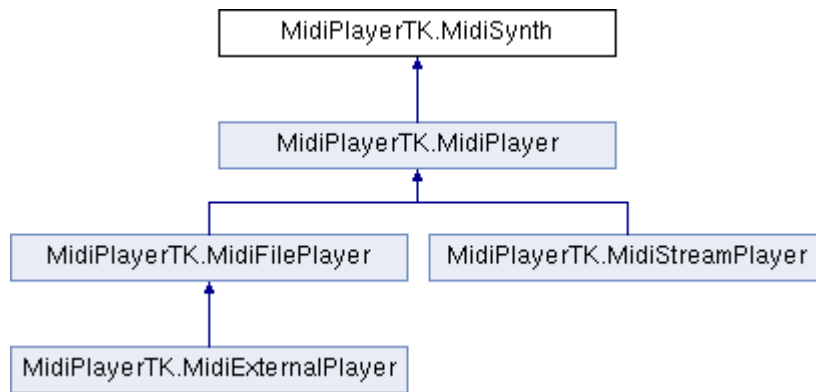 MidiPlayerTK.MidiSynth
MidiPlayerTK.MidiPlayer
MidiPlayerTK.MidiFilePlayer
MidiPlayerTK.MidiStreamPlayer
MidiPlayerTK.MidiExternalPlayer